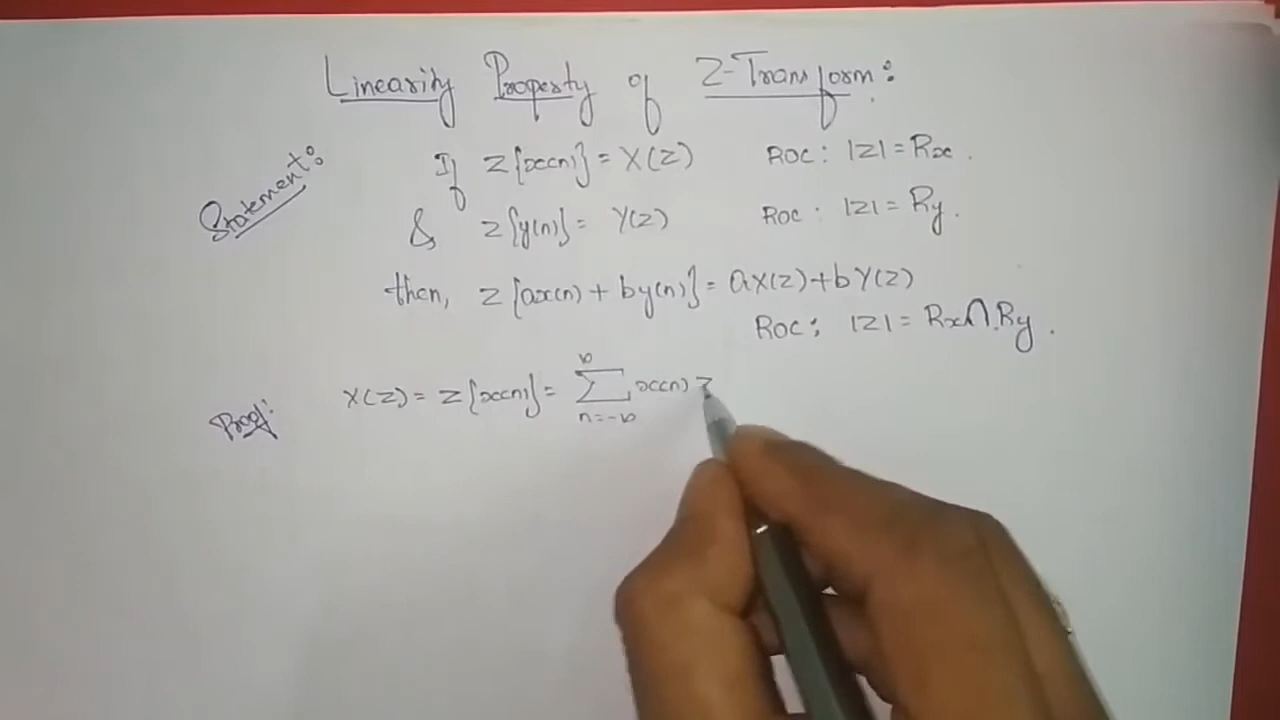 Linearity Property of Z-Transform:
Statement:
If Z{x(n)} = X(Z) ROC: |Z| = Rx.
& Z{y(n)} = Y(Z) ROC: |Z| = Ry.
then, Z{ax(n) + by(n)} = aX(Z) + bY(Z)
ROC: |Z| = Rx∩Ry.
Proof: X(Z) = Z{x(n)} = ∑ n=-∞ ∞ x(n) Z